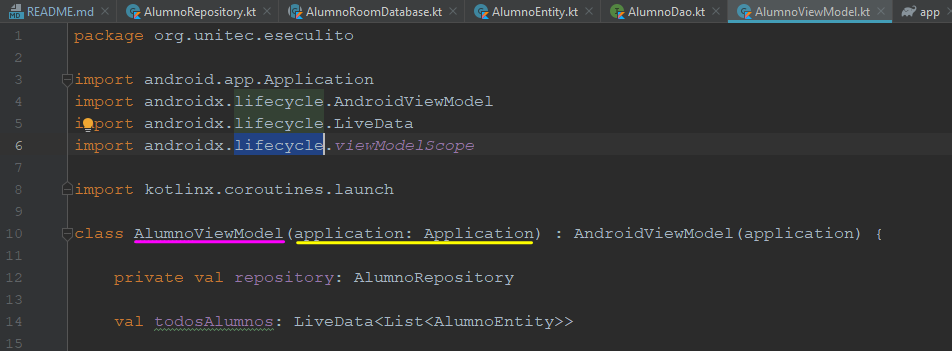 README.md AlumnoRepository.kt AlumnoRoomDatabase.kt AlumnoEntity.kt AlumnoDao.kt AlumnoViewModel.kt app
1 package org.unitec.eseculito
2
3 import android.app.Application
4 import androidx.lifecycle.AndroidViewModel
5 import androidx.lifecycle.LiveData
6 import androidx.lifecycle.viewModelScope
7
8 import kotlinx.coroutines.launch
9
10 class AlumnoViewModel(application: Application) : AndroidViewModel(application) {
11
12 private val repository: AlumnoRepository
13
14 val todosAlumnos: LiveData<List<AlumnoEntity>>
15